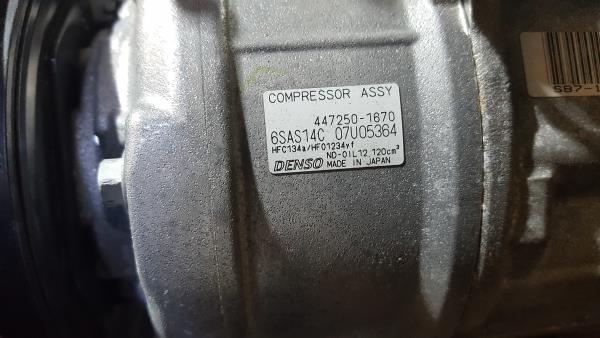 COMPRESSOR ASSY
447250-1670
6SAS14C 07U05364
HFC134a/HFO1234yf
ND-OIL12 120cm³
DENSO MADE IN JAPAN